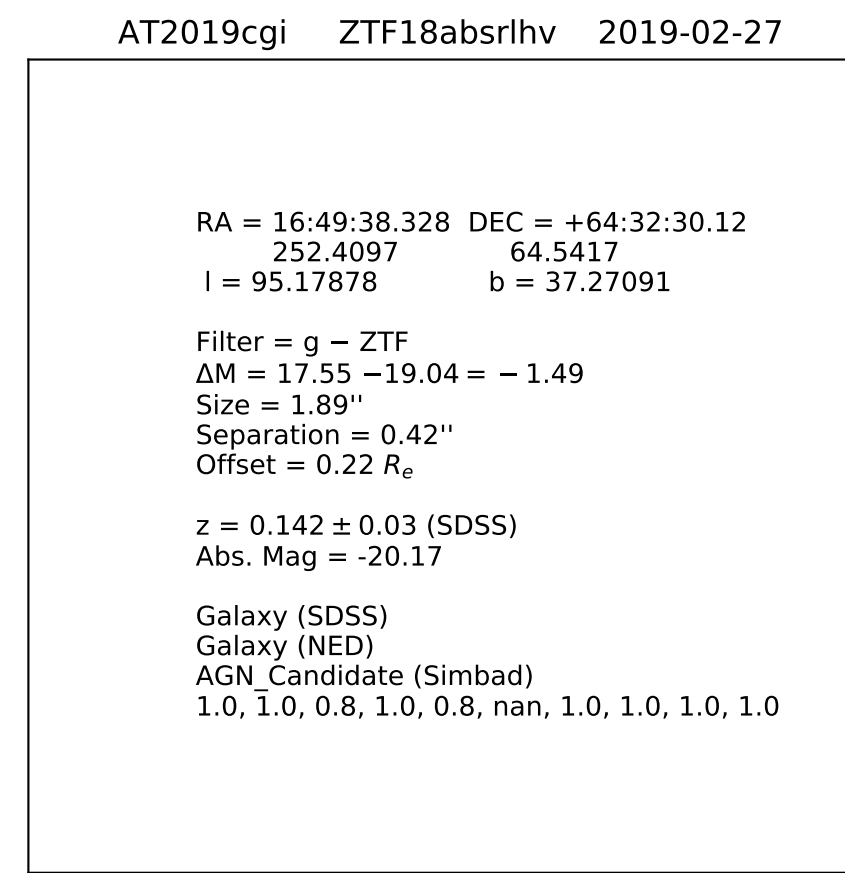 AT2019cgi ZTF18absrlhv 2019-02-27
RA = 16:49:38.328 DEC = +64:32:30.12
252.4097 64.5417
l = 95.17878 b = 37.27091
Filter = g − ZTF
ΔM = 17.55 −19.04 = − 1.49
Size = 1.89''
Separation = 0.42''
Offset = 0.22 Rₑ
z = 0.142 ± 0.03 (SDSS)
Abs. Mag = -20.17
Galaxy (SDSS)
Galaxy (NED)
AGN_Candidate (Simbad)
1.0, 1.0, 0.8, 1.0, 0.8, nan, 1.0, 1.0, 1.0, 1.0